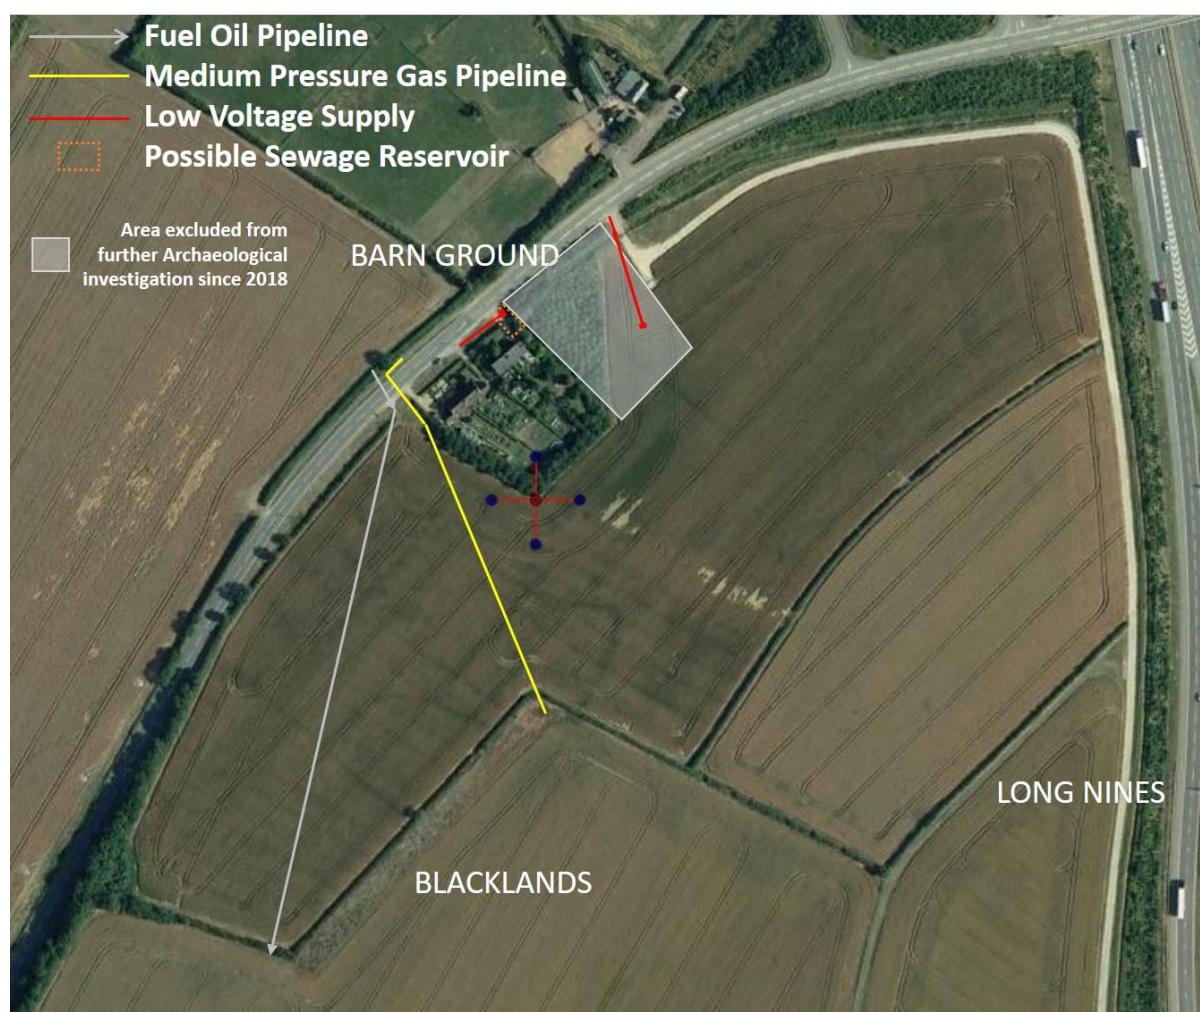 Fuel Oil Pipeline
Medium Pressure Gas Pipeline
Low Voltage Supply
Possible Sewage Reservoir
Area excluded from
further Archaeological
investigation since 2018
BARN GROUND
LONG NINES
BLACKLANDS